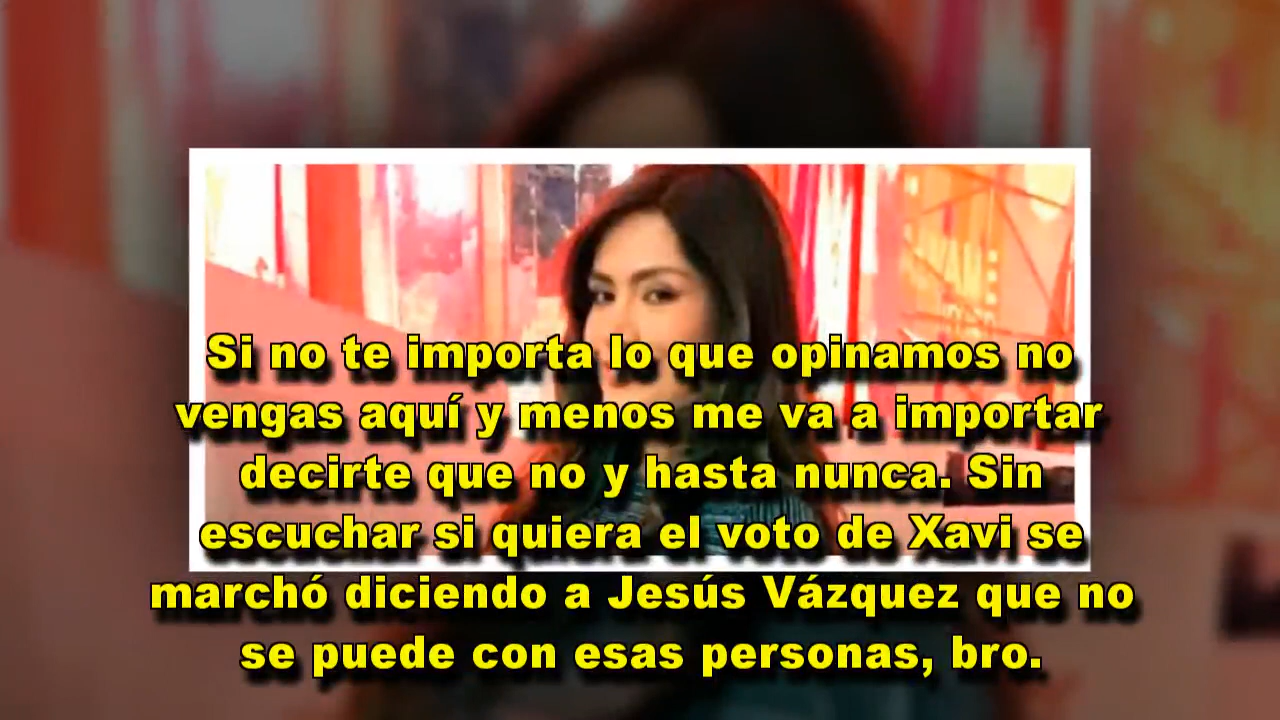 Si no te importa lo que opinamos no
vengas aquí y menos me va a importar
decirte que no y hasta nunca. Sin
escuchar si quiera el voto de Xavi se
marchó diciendo a Jesús Vázquez que no
se puede con esas personas, bro.